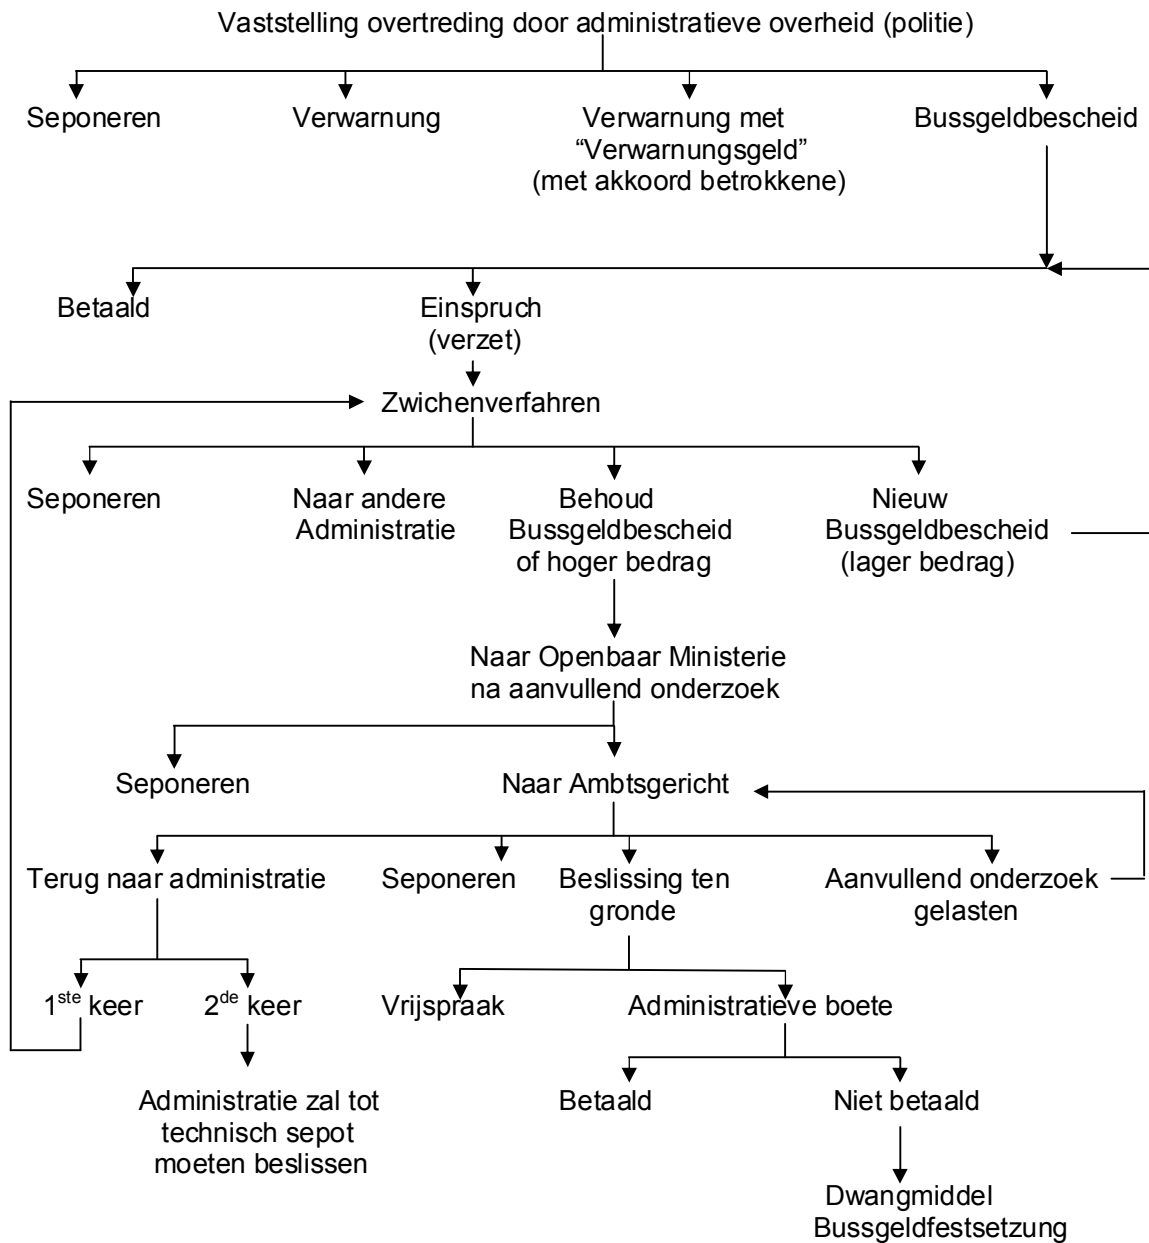 Vaststelling overtreding door administratieve overheid (politie)
Seponeren
Verwarnung
Verwarnung met
“Verwarnungsgeld”
(met akkoord betrokkene)
Bussgeldbescheid
Betaald
Einspruch
(verzet)
Zwichenverfahren
Seponeren
Naar andere
Administratie
Behoud
Bussgeldbescheid
of hoger bedrag
Nieuw
Bussgeldbescheid
(lager bedrag)
Naar Openbaar Ministerie
na aanvullend onderzoek
Seponeren
Naar Ambtsgericht
Terug naar administratie
Seponeren
Beslissing ten
gronde
Aanvullend onderzoek
gelasten
1ste keer
2de keer
Vrijspraak
Administratieve boete
Administratie zal tot
technisch sepot
moeten beslissen
Betaald
Niet betaald
Dwangmiddel
Bussgeldfestsetzung